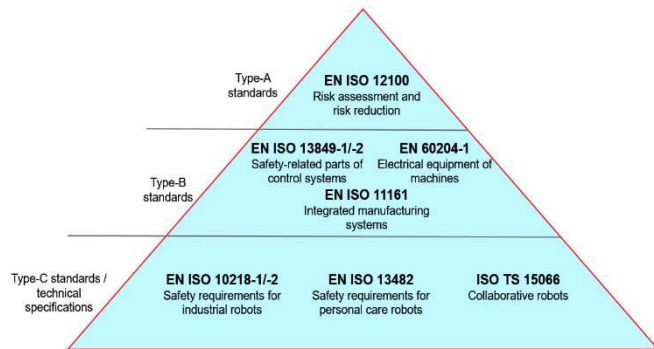 Type-A
standards
EN ISO 12100
Risk assessment and
risk reduction
EN ISO 13849-1/-2
Safety-related parts of
control systems
EN 60204-1
Electrical equipment of
machines
Type-B
standards
EN ISO 11161
Integrated manufacturing
systems
Type-C standards /
technical
specifications
EN ISO 10218-1/-2
Safety requirements for
industrial robots
EN ISO 13482
Safety requirements for
personal care robots
ISO TS 15066
Collaborative robots